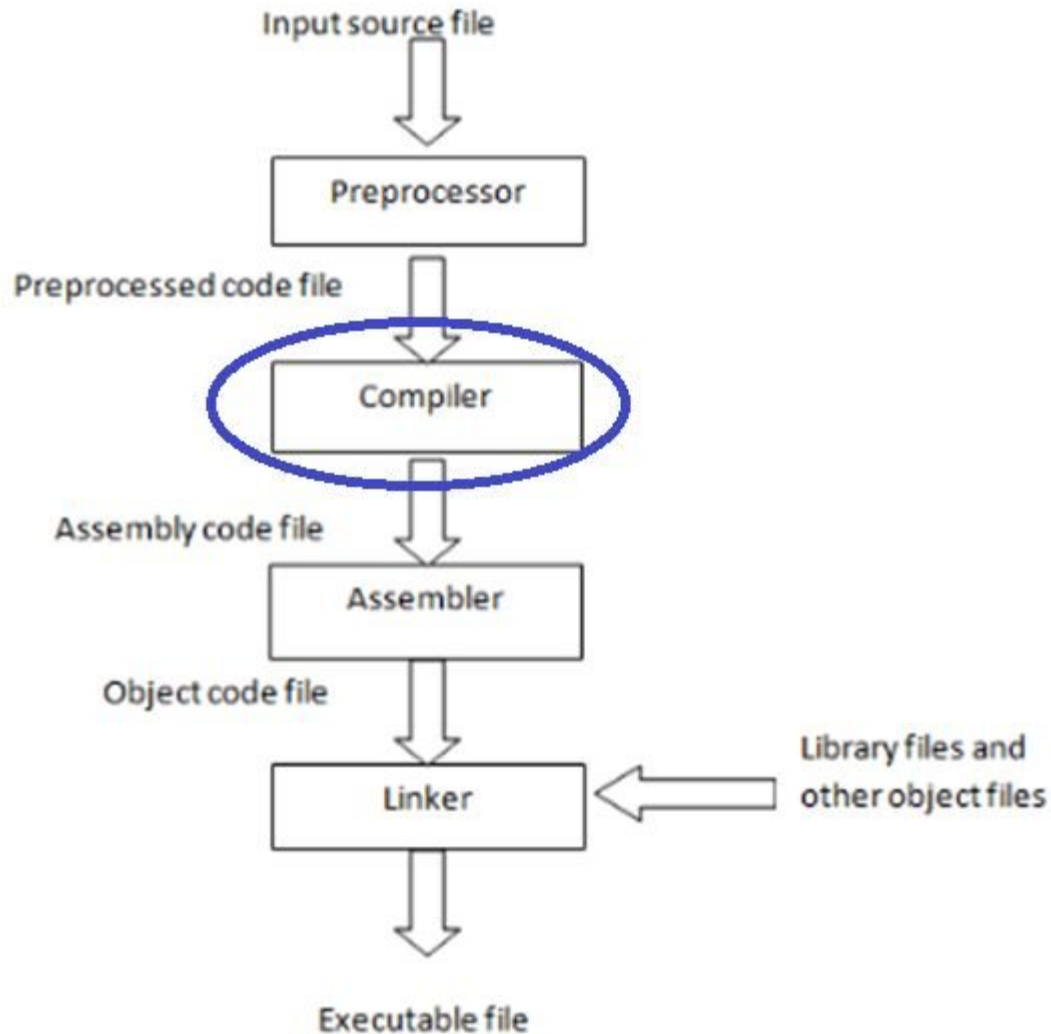 Input source file
Preprocessor
Preprocessed code file
Compiler
Assembly code file
Assembler
Object code file
Linker
Library files and
other object files
Executable file